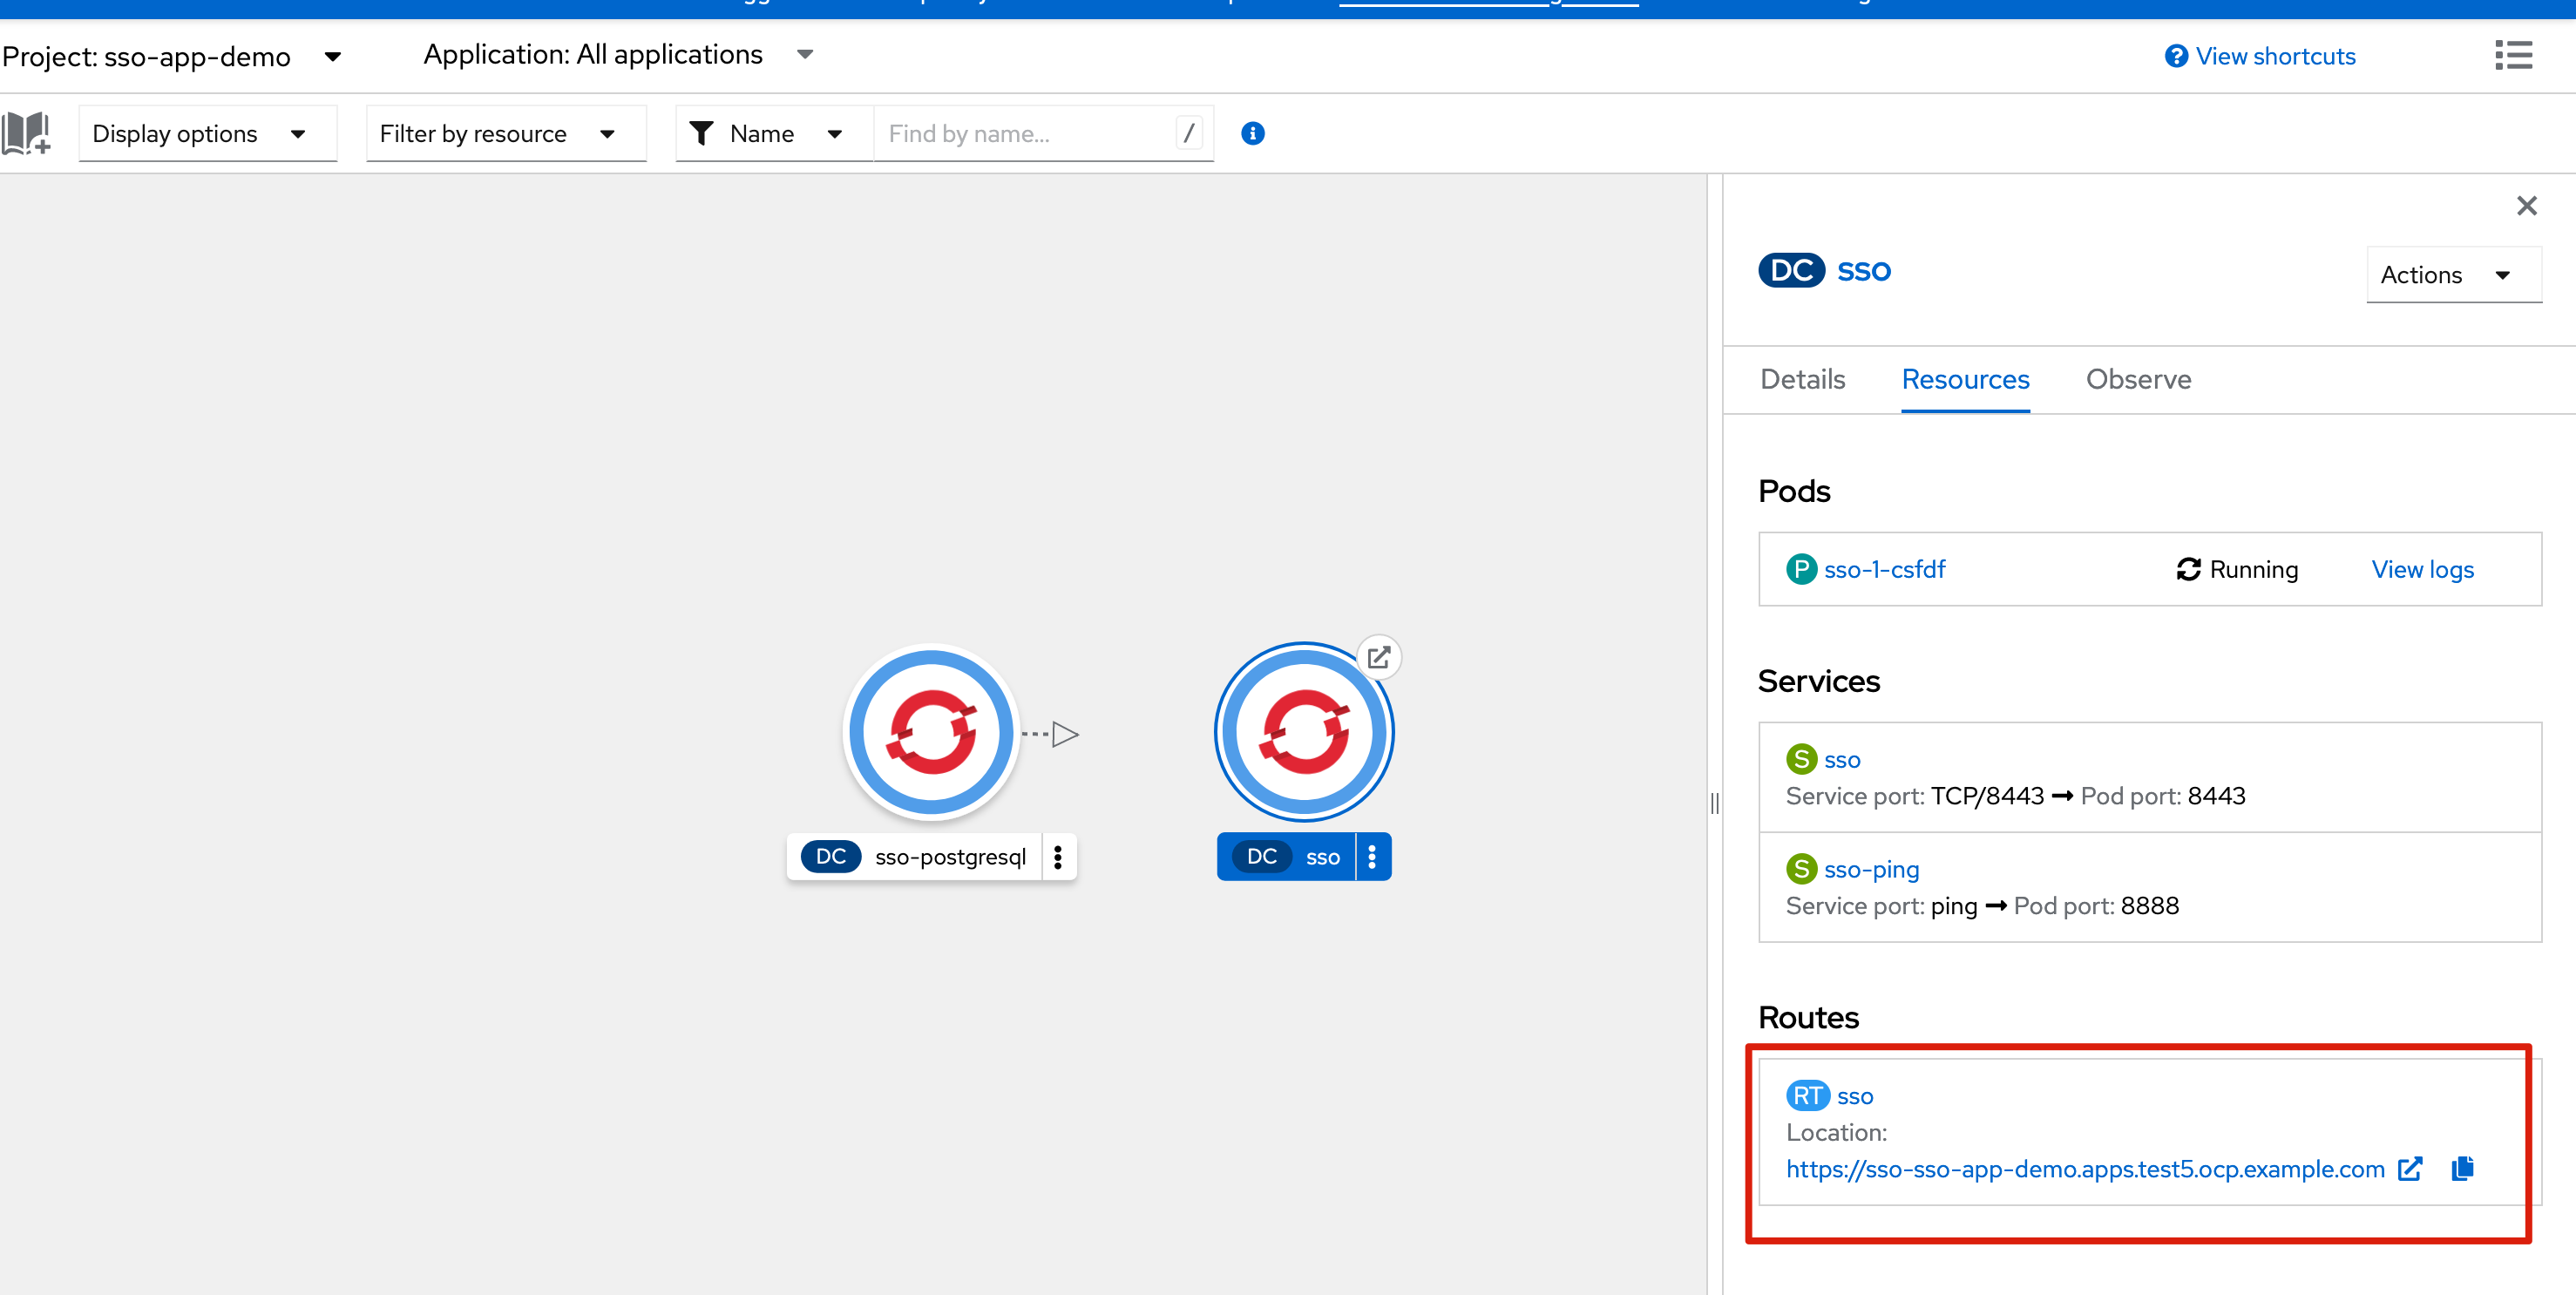 Project: sso-app-demo
Application: All applications
View shortcuts
Display options
Filter by resource
Name
Find by name...
/
DC sso
Actions
Details
Resources
Observe
Pods
P sso-1-csfdf
Running
View logs
Services
S sso
Service port: TCP/8443 ➞ Pod port: 8443
S sso-ping
Service port: ping ➞ Pod port: 8888
DC sso-postgresql
DC sso
Routes
RT sso
Location:
https://sso-sso-app-demo.apps.test5.ocp.example.com